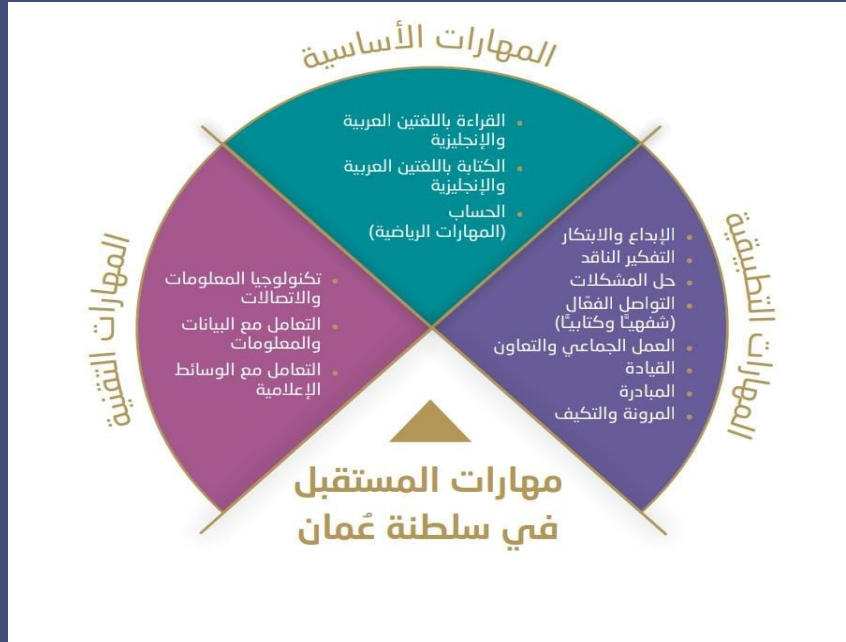 المهارات الأساسية
القراءة باللغتين العربية
والإنجليزية
الكتابة باللغتين العربية
والإنجليزية
الحساب
(المهارات الرياضية)
المهارات التطبيقية
الإبداع والابتكار
التفكير الناقد
حل المشكلات
التواصل الفعّال
(شفهيًّا وكتابيًّا)
العمل الجماعي والتعاون
القيادة
المبادرة
المرونة والتكيف
المهارات التقنية
تكنولوجيا المعلومات
والاتصالات
التعامل مع البيانات
والمعلومات
التعامل مع الوسائط
الإعلامية
مهارات المستقبل
في سلطنة عُمان